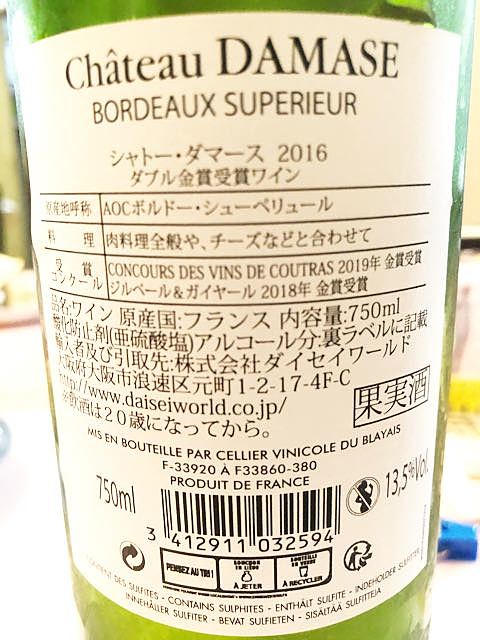 Château DAMASE
BORDEAUX SUPERIEUR
シャトー・ダマース 2016
ダブル金賞受賞ワイン
原産地呼称 AOCボルドー・シューペリュール
料理 肉料理全般や、チーズなどと合わせて
受賞コンクール CONCOURS DES VINS DE COUTRAS 2019年 金賞受賞
ジルベール&ガイヤール 2018年 金賞受賞
品名:ワイン 原産国:フランス 内容量:750ml
酸化防止剤(亜硫酸塩)アルコール分:裏ラベルに記載
輸入者及び引取先:株式会社ダイセイワールド
大阪府大阪市浪速区元町1-2-17-4F-C
http://www.daiseiworld.co.jp/
※飲酒は20歳になってから。
果実酒
MIS EN BOUTEILLE PAR CELLIER VINICOLE DU BLAYAIS
F-33920 À F33860-380
PRODUIT DE FRANCE
750ml
13,5%Vol.
3 412911 032594
PENSEZ AU TRI !
BOUCHON EN LIÈGE
À JETER
BOUTEILLE EN VERRE
À RECYCLER
CONTIENT DES SULFITES - CONTAINS SULPHITES - ENTHÄLT SULFITE - INDEHOLDER SULFITTER
INNEHÅLLER SULFITER - BEVAT SULFIETEN - SISÄLTÄÄ SULFIITTEJA